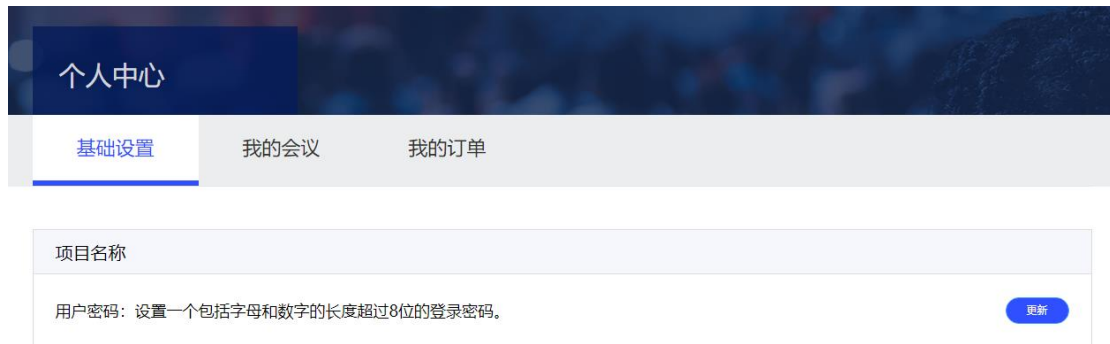 个人中心
基础设置 我的会议 我的订单
项目名称
用户密码：设置一个包括字母和数字的长度超过8位的登录密码。 更新